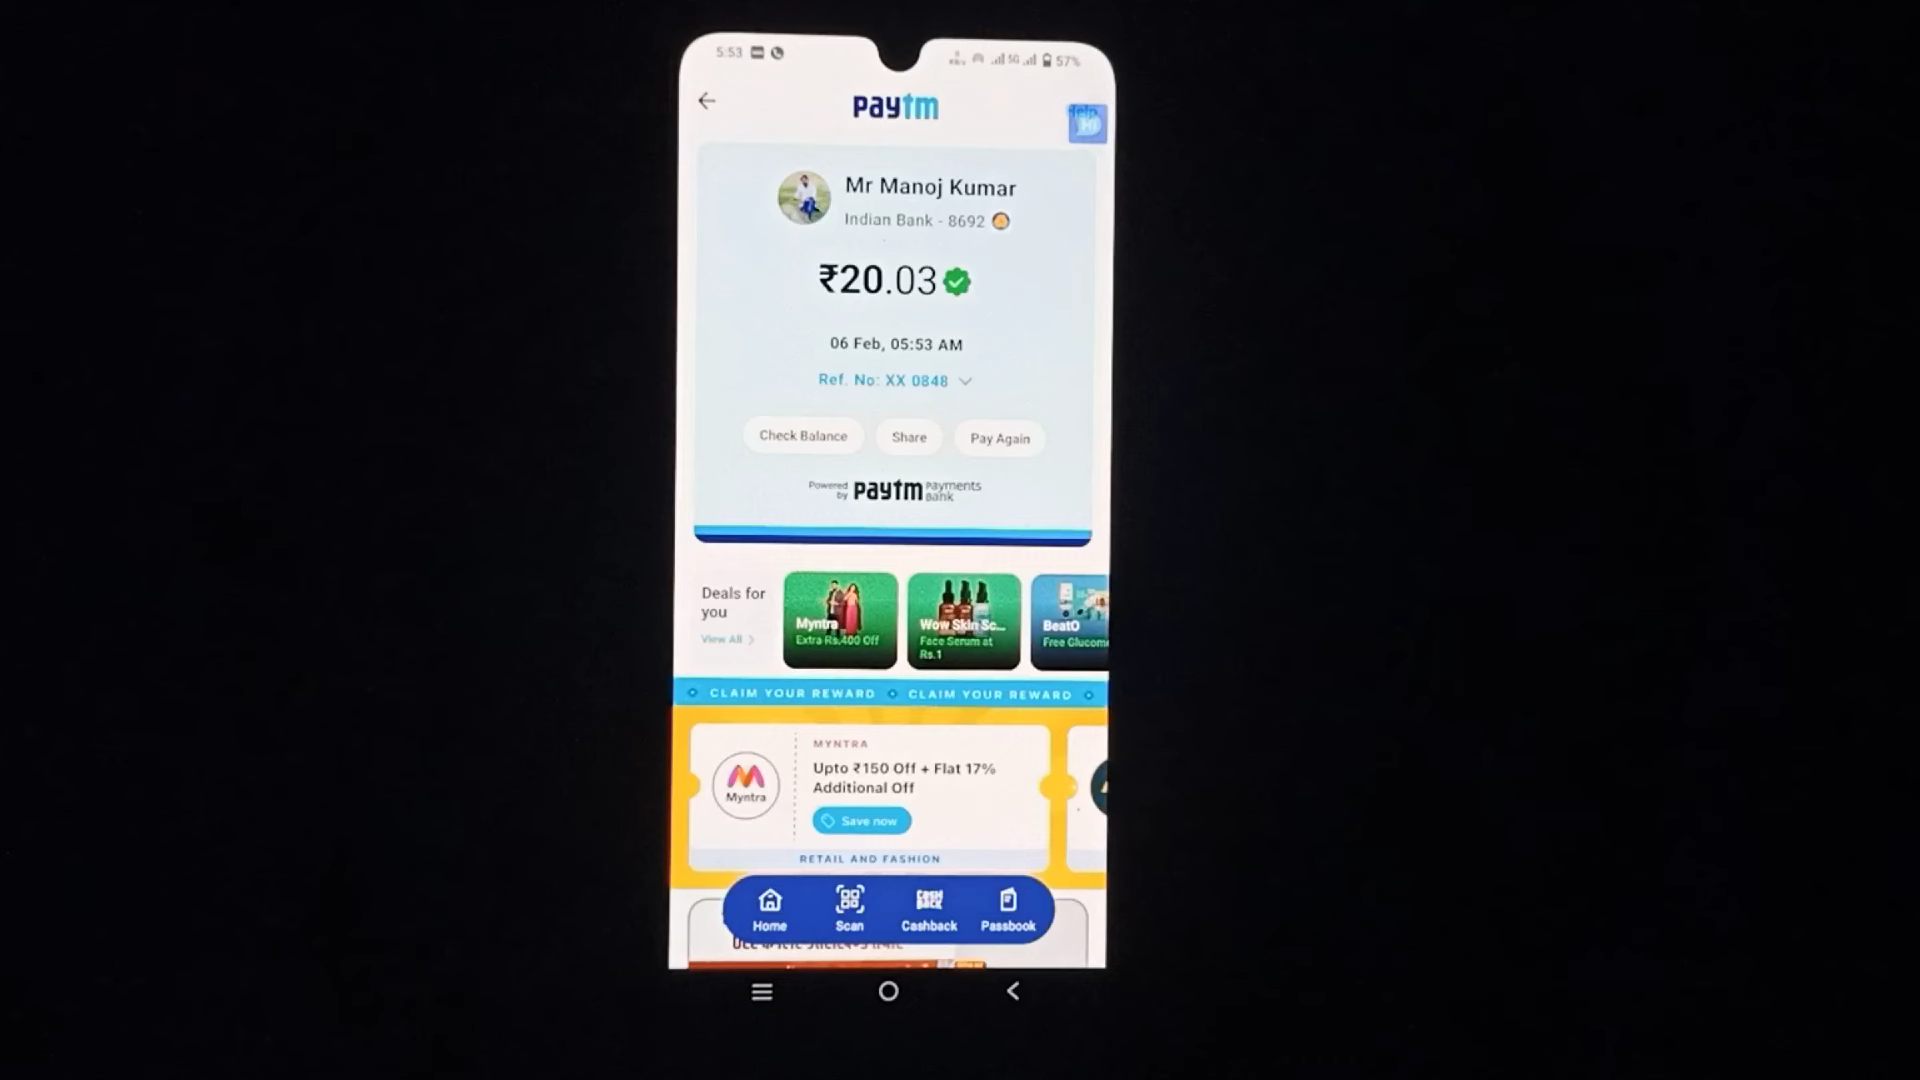 5:53
5G 57%
paytm
Help
Mr Manoj Kumar
Indian Bank - 8692
₹20.03
06 Feb, 05:53 AM
Ref. No: XX 0848
Check Balance
Share
Pay Again
Powered by paytm Payments Bank
Deals for you
View All >
Myntra
Extra Rs.400 Off
Wow Skin Sc...
Face Serum at Rs.1
BeatO
Free Glucome
CLAIM YOUR REWARD CLAIM YOUR REWARD
MYNTRA
Upto ₹150 Off + Flat 17%
Additional Off
Myntra
Save now
RETAIL AND FASHION
Home
Scan
CASH BACK
Cashback
Passbook